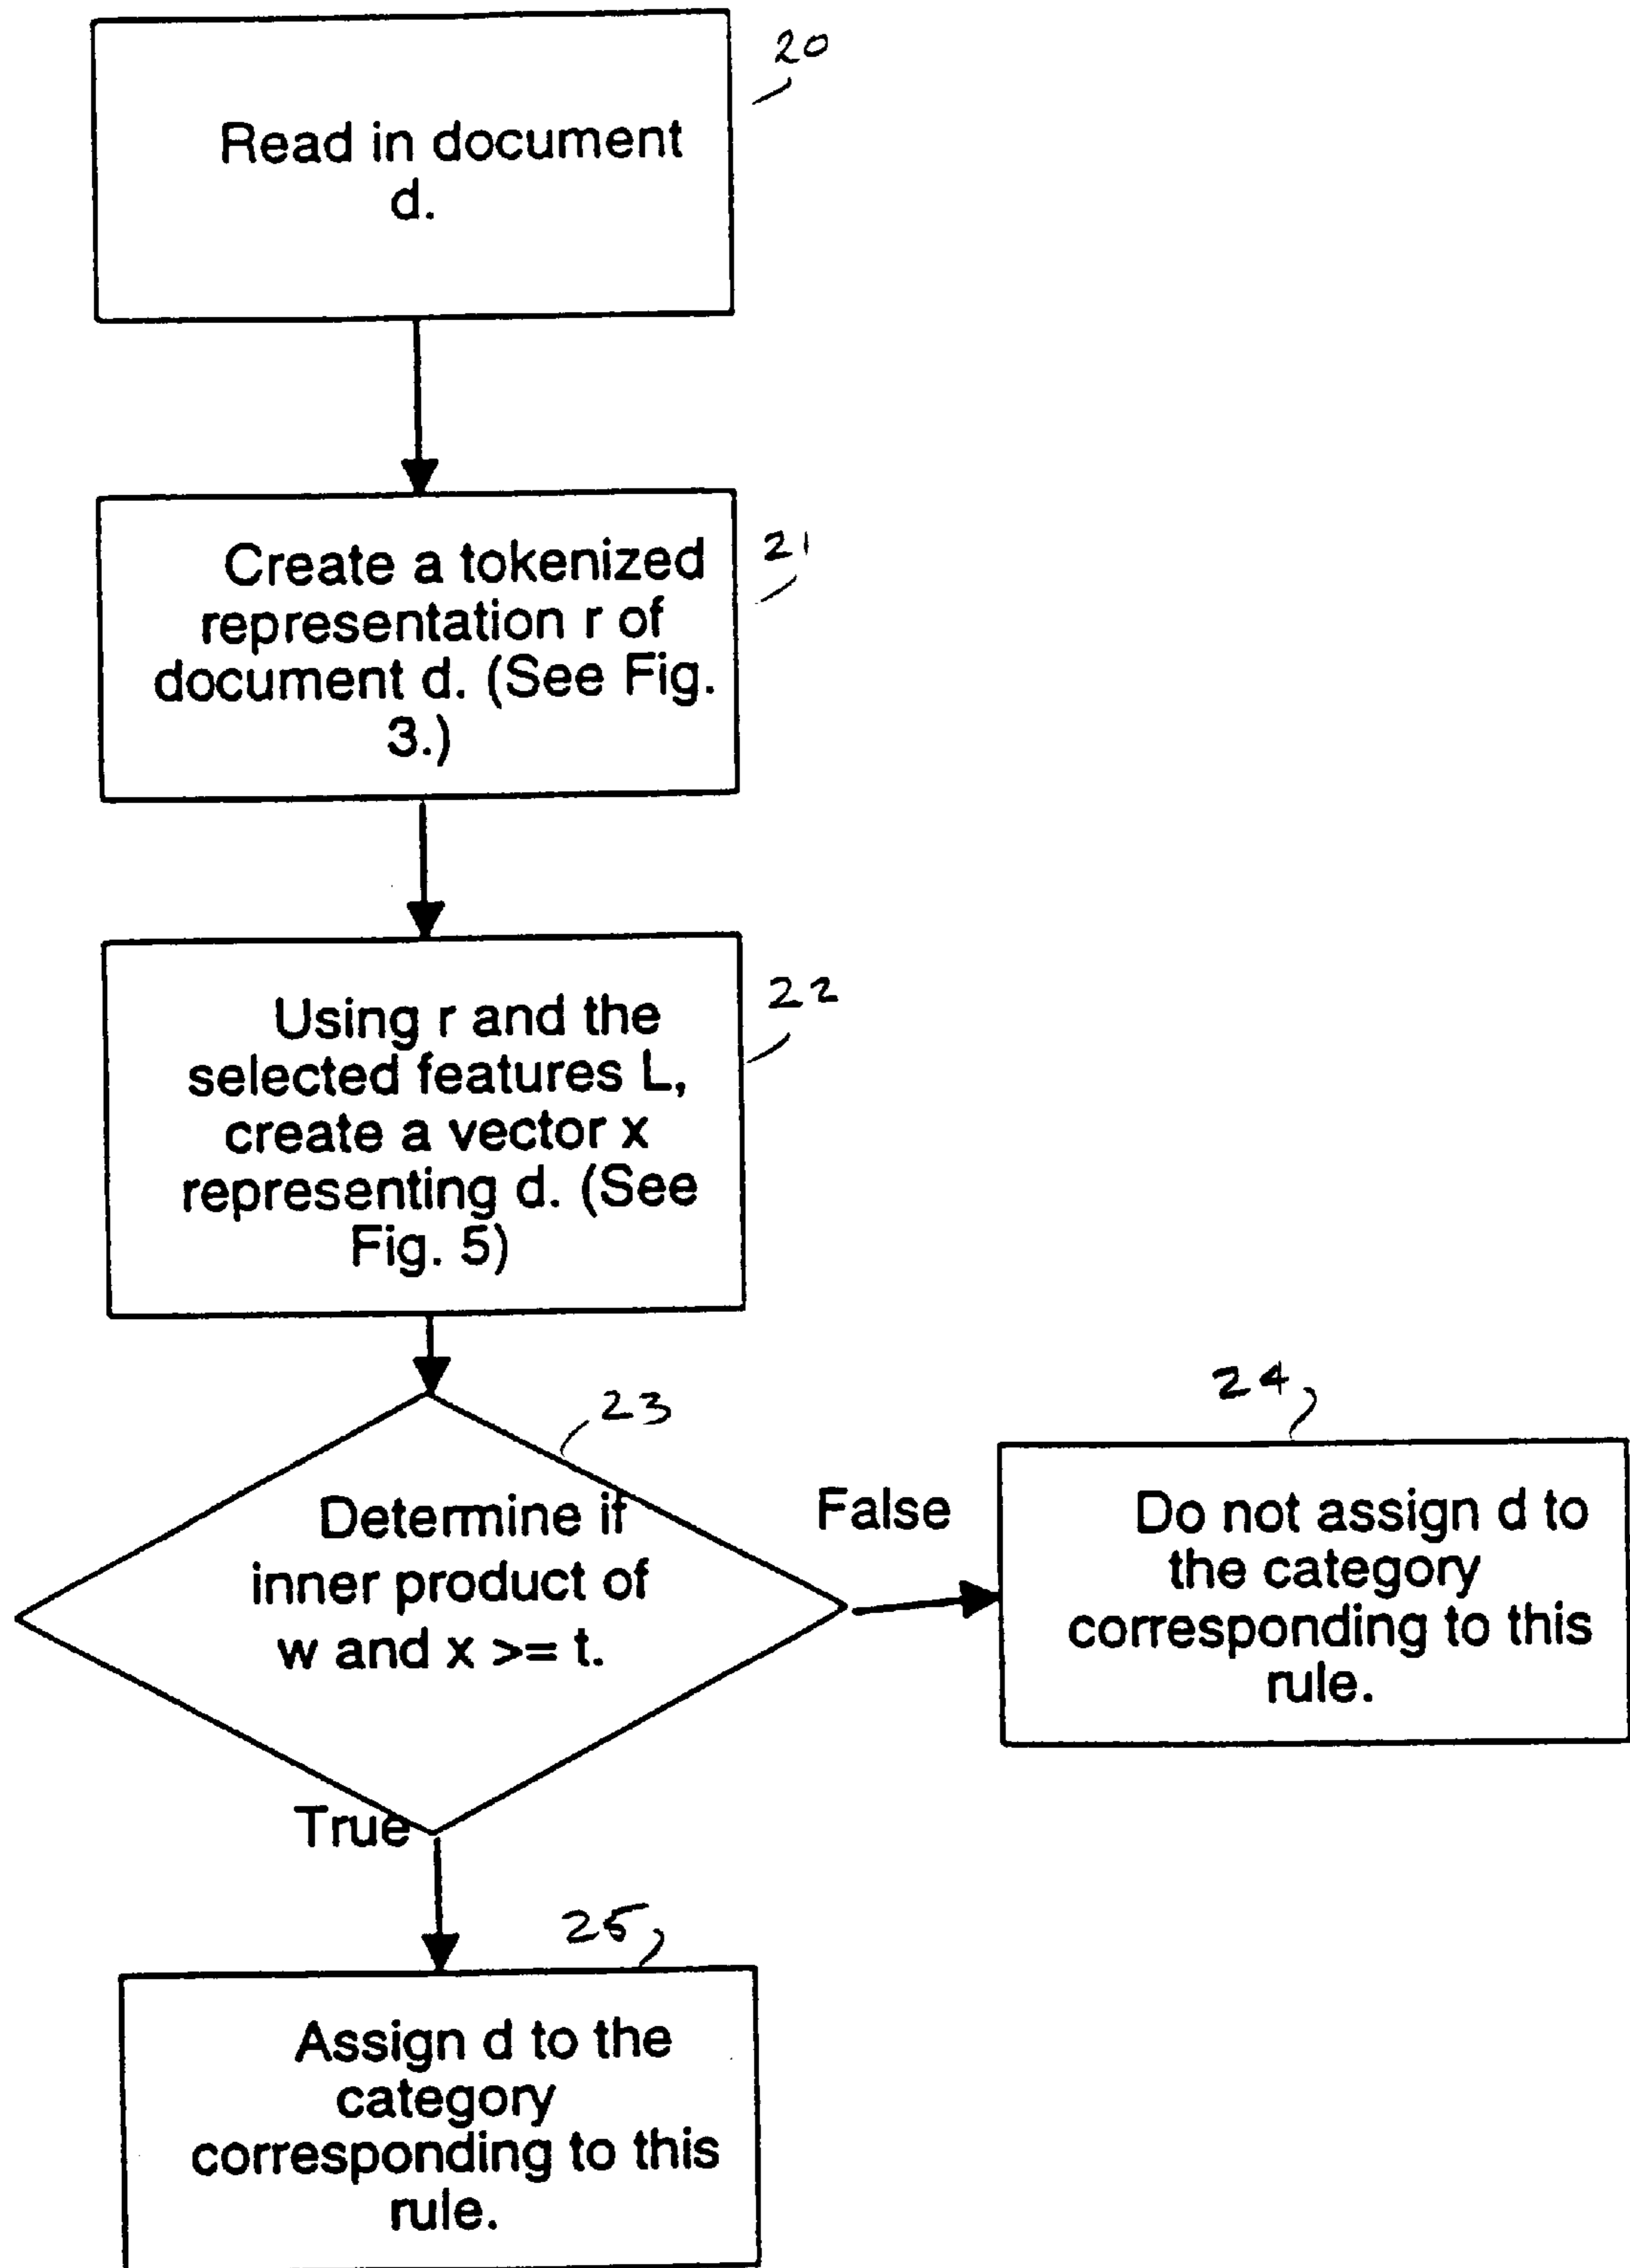 20
Read in document
d.
21
Create a tokenized
representation r of
document d. (See Fig.
3.)
22
Using r and the
selected features L,
create a vector x
representing d. (See
Fig. 5)
23
Determine if
inner product of
w and x >= t.
False
24
Do not assign d to
the category
corresponding to this
rule.
True
25
Assign d to the
category
corresponding to this
rule.